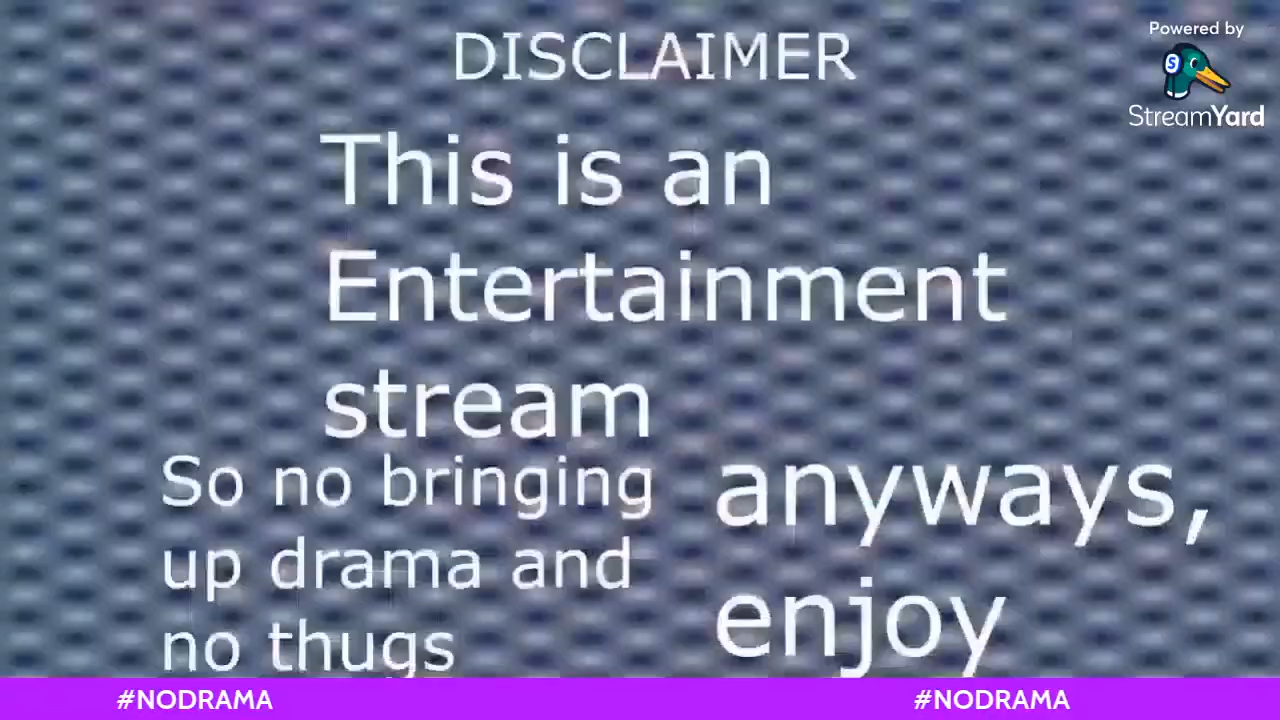 DISCLAIMER
Powered by
StreamYard
This is an
Entertainment
stream
So no bringing
up drama and
no thugs
anyways,
enjoy
#NODRAMA
#NODRAMA